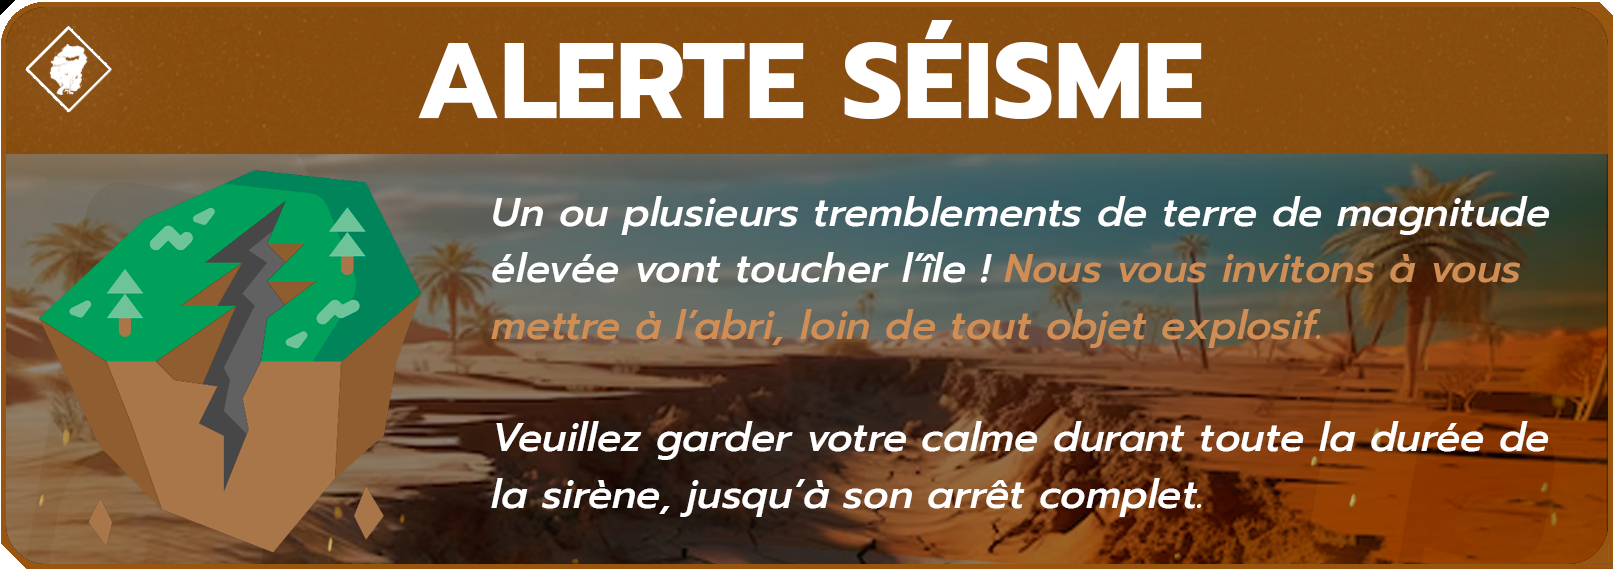 ALERTE SÉISME
Un ou plusieurs tremblements de terre de magnitude
élevée vont toucher l'île ! Nous vous invitons à vous
mettre à l'abri, loin de tout objet explosif.
Veuillez garder votre calme durant toute la durée de
la sirène, jusqu'à son arrêt complet.